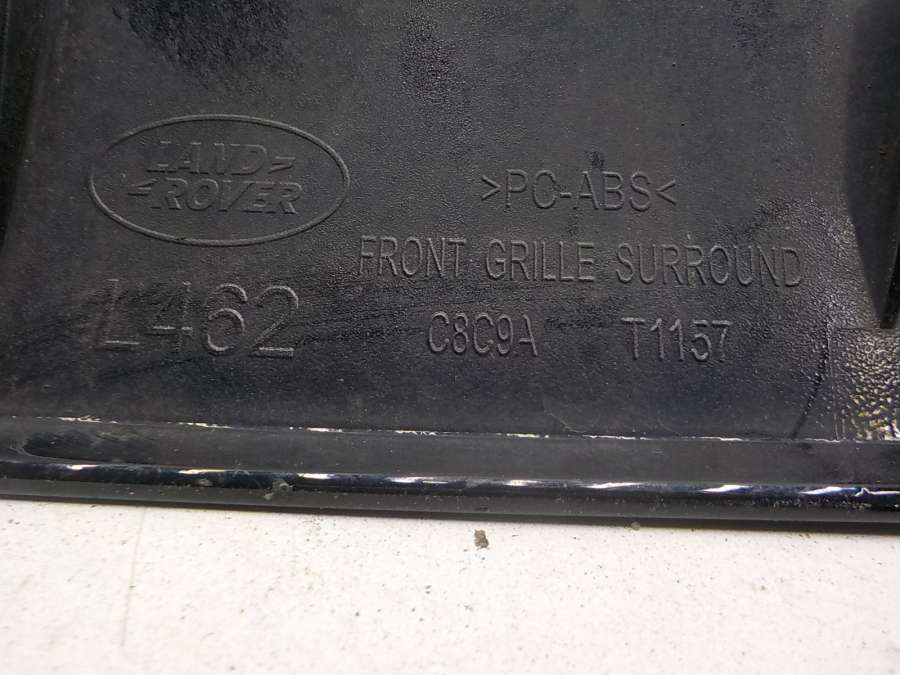 LAND
ROVER
>PC-ABS<
FRONT GRILLE SURROUND
L462
C8C9A T1157